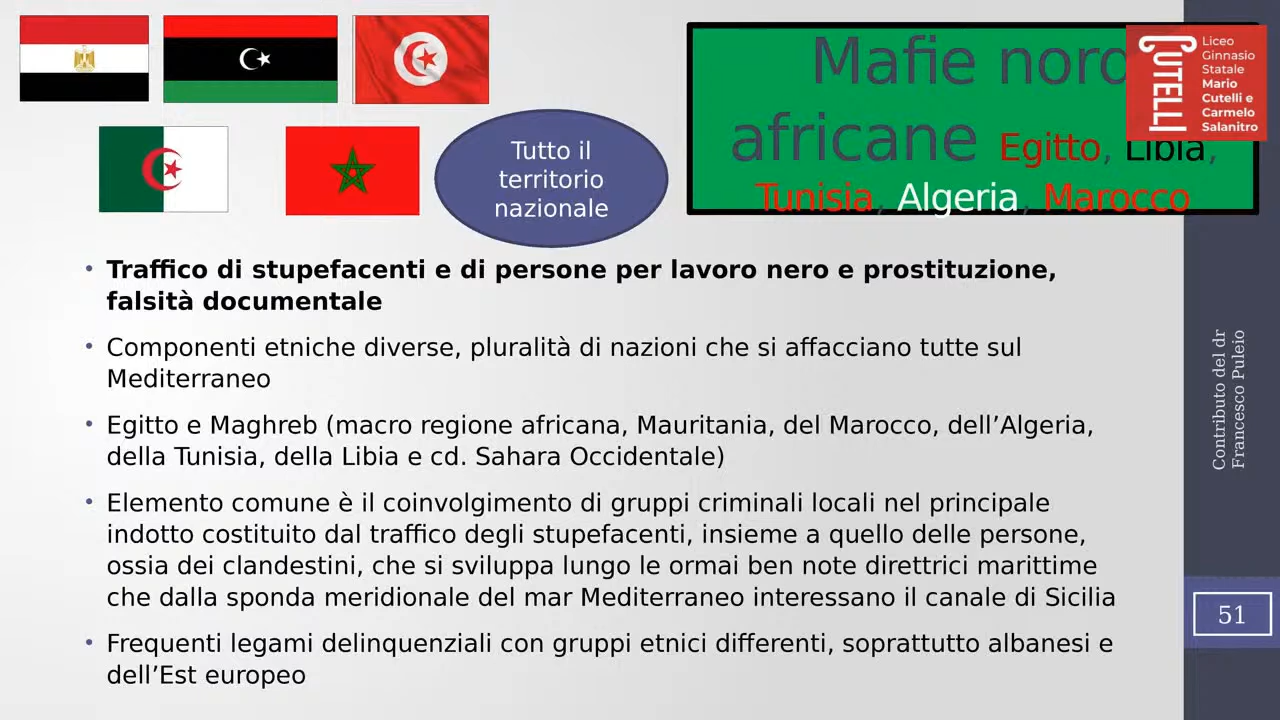 Mafie nord
africane Egitto, Libia,
Tunisia, Algeria, Marocco
Liceo
Ginnasio
Statale
Mario
Cutelli e
Carmelo
Salanitro
CUTELLI
Tutto il
territorio
nazionale
• Traffico di stupefacenti e di persone per lavoro nero e prostituzione,
falsità documentale
• Componenti etniche diverse, pluralità di nazioni che si affacciano tutte sul
Mediterraneo
• Egitto e Maghreb (macro regione africana, Mauritania, del Marocco, dell’Algeria,
della Tunisia, della Libia e cd. Sahara Occidentale)
• Elemento comune è il coinvolgimento di gruppi criminali locali nel principale
indotto costituito dal traffico degli stupefacenti, insieme a quello delle persone,
ossia dei clandestini, che si sviluppa lungo le ormai ben note direttrici marittime
che dalla sponda meridionale del mar Mediterraneo interessano il canale di Sicilia
• Frequenti legami delinquenziali con gruppi etnici differenti, soprattutto albanesi e
dell’Est europeo
Contributo del dr
Francesco Puleio
51